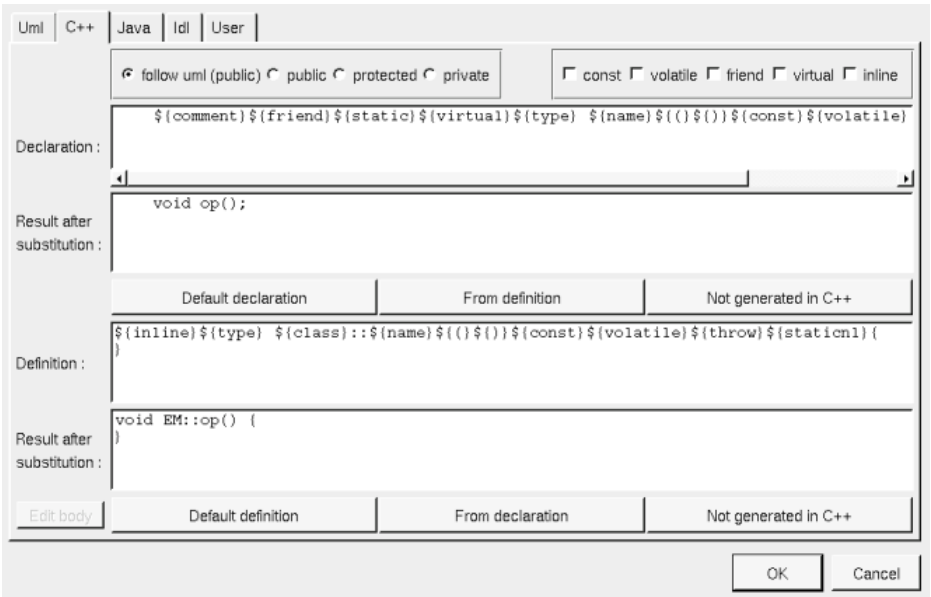 Uml C++ Java Idl User
follow uml (public) public protected private const volatile friend virtual inline
Declaration :
${comment}${friend}${static}${virtual}${type} ${name}${(}${)}${const}${volatile}
Result after
substitution :
void op();
Default declaration From definition Not generated in C++
Definition :
${inline}${type} ${class}::${name}${(}${)}${const}${volatile}${throw}${staticnl}{
}
Result after
substitution :
void EM::op() {
}
Edit body Default definition From declaration Not generated in C++
OK Cancel